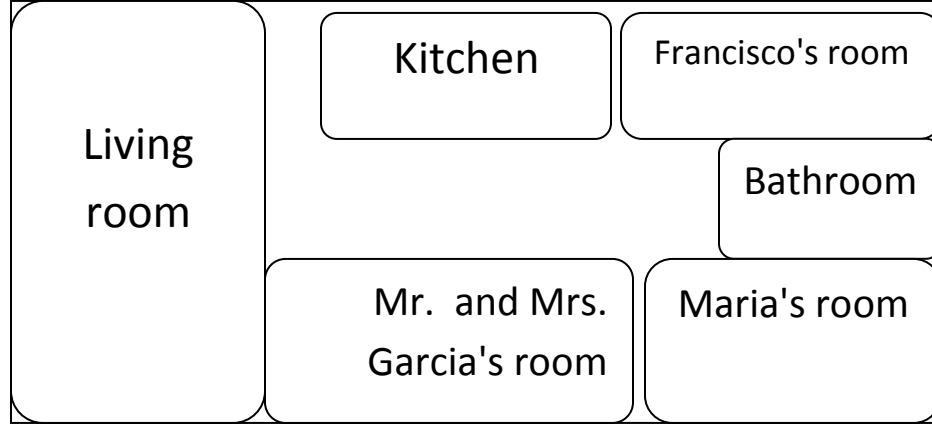 Living
room
Kitchen
Francisco's room
Bathroom
Mr.  and Mrs.
Garcia's room
Maria's room